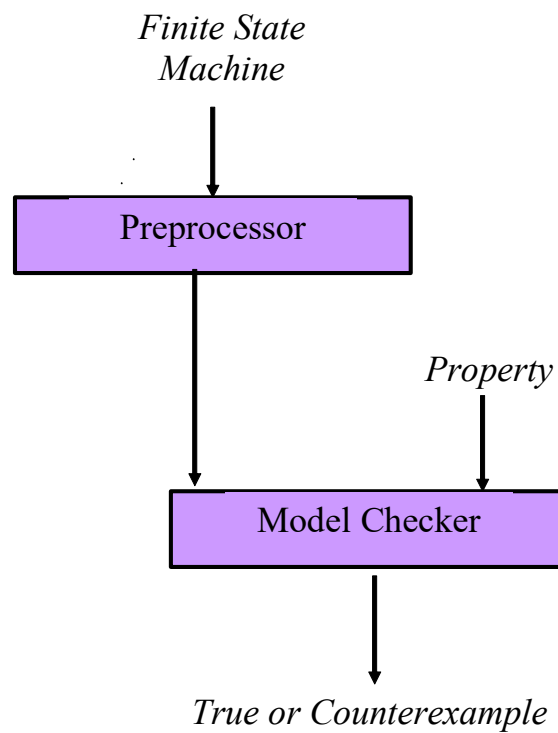 Finite State
Machine
Preprocessor
Property
Model Checker
True or Counterexample